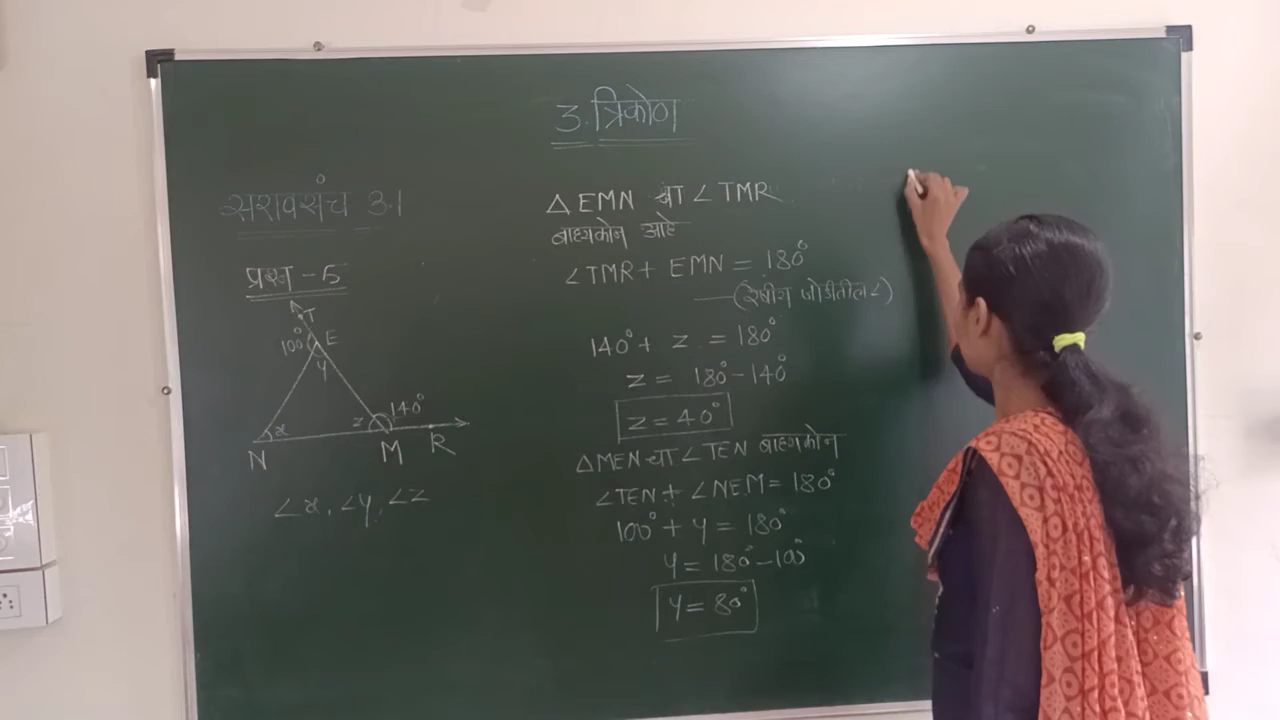 3. त्रिकोण
सरावसंच 3.1
प्रश्न - 5
T
100°
E
y
x
z
140°
N
M
R
∠x, ∠y, ∠z
△ EMN चा ∠ TMR
बाह्यकोन आहे
∠TMR + EMN = 180°
—(रेषीय जोडीतील ∠)
140° + z = 180°
z = 180° - 140°
z = 40°
△ MEN चा ∠ TEN बाह्यकोन
∠TEN + ∠NEM = 180°
100° + y = 180°
y = 180° - 100°
y = 80°